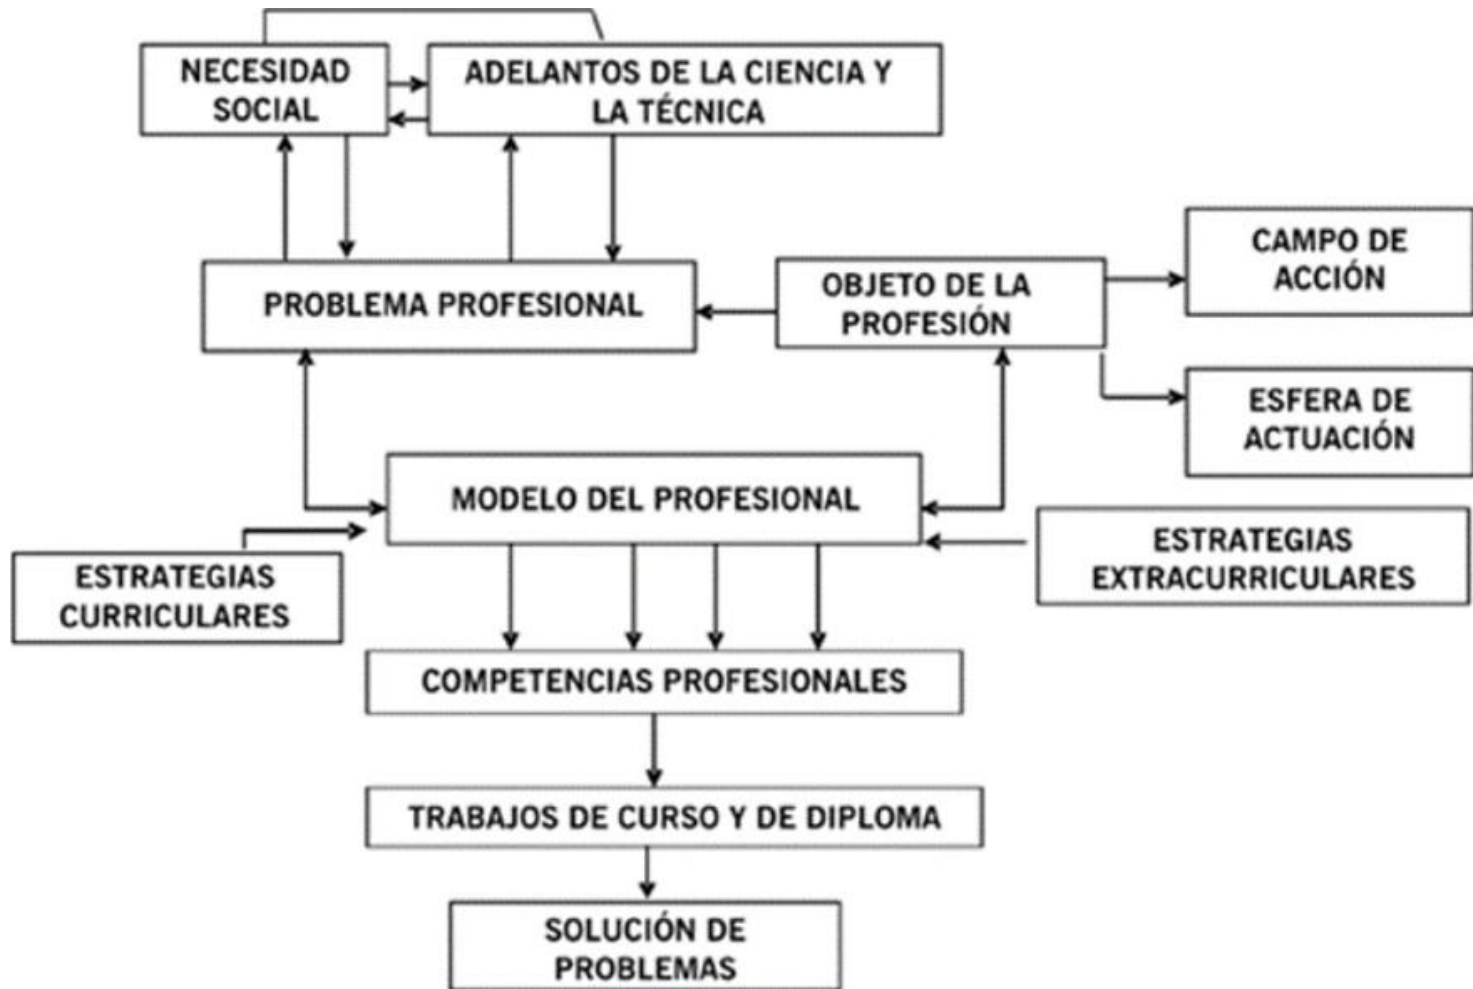 NECESIDAD
SOCIAL
ADELANTOS DE LA CIENCIA Y
LA TÉCNICA
PROBLEMA PROFESIONAL
OBJETO DE LA
PROFESIÓN
CAMPO DE
ACCIÓN
ESFERA DE
ACTUACIÓN
MODELO DEL PROFESIONAL
ESTRATEGIAS
CURRICULARES
ESTRATEGIAS
EXTRACURRICULARES
COMPETENCIAS PROFESIONALES
TRABAJOS DE CURSO Y DE DIPLOMA
SOLUCIÓN DE
PROBLEMAS